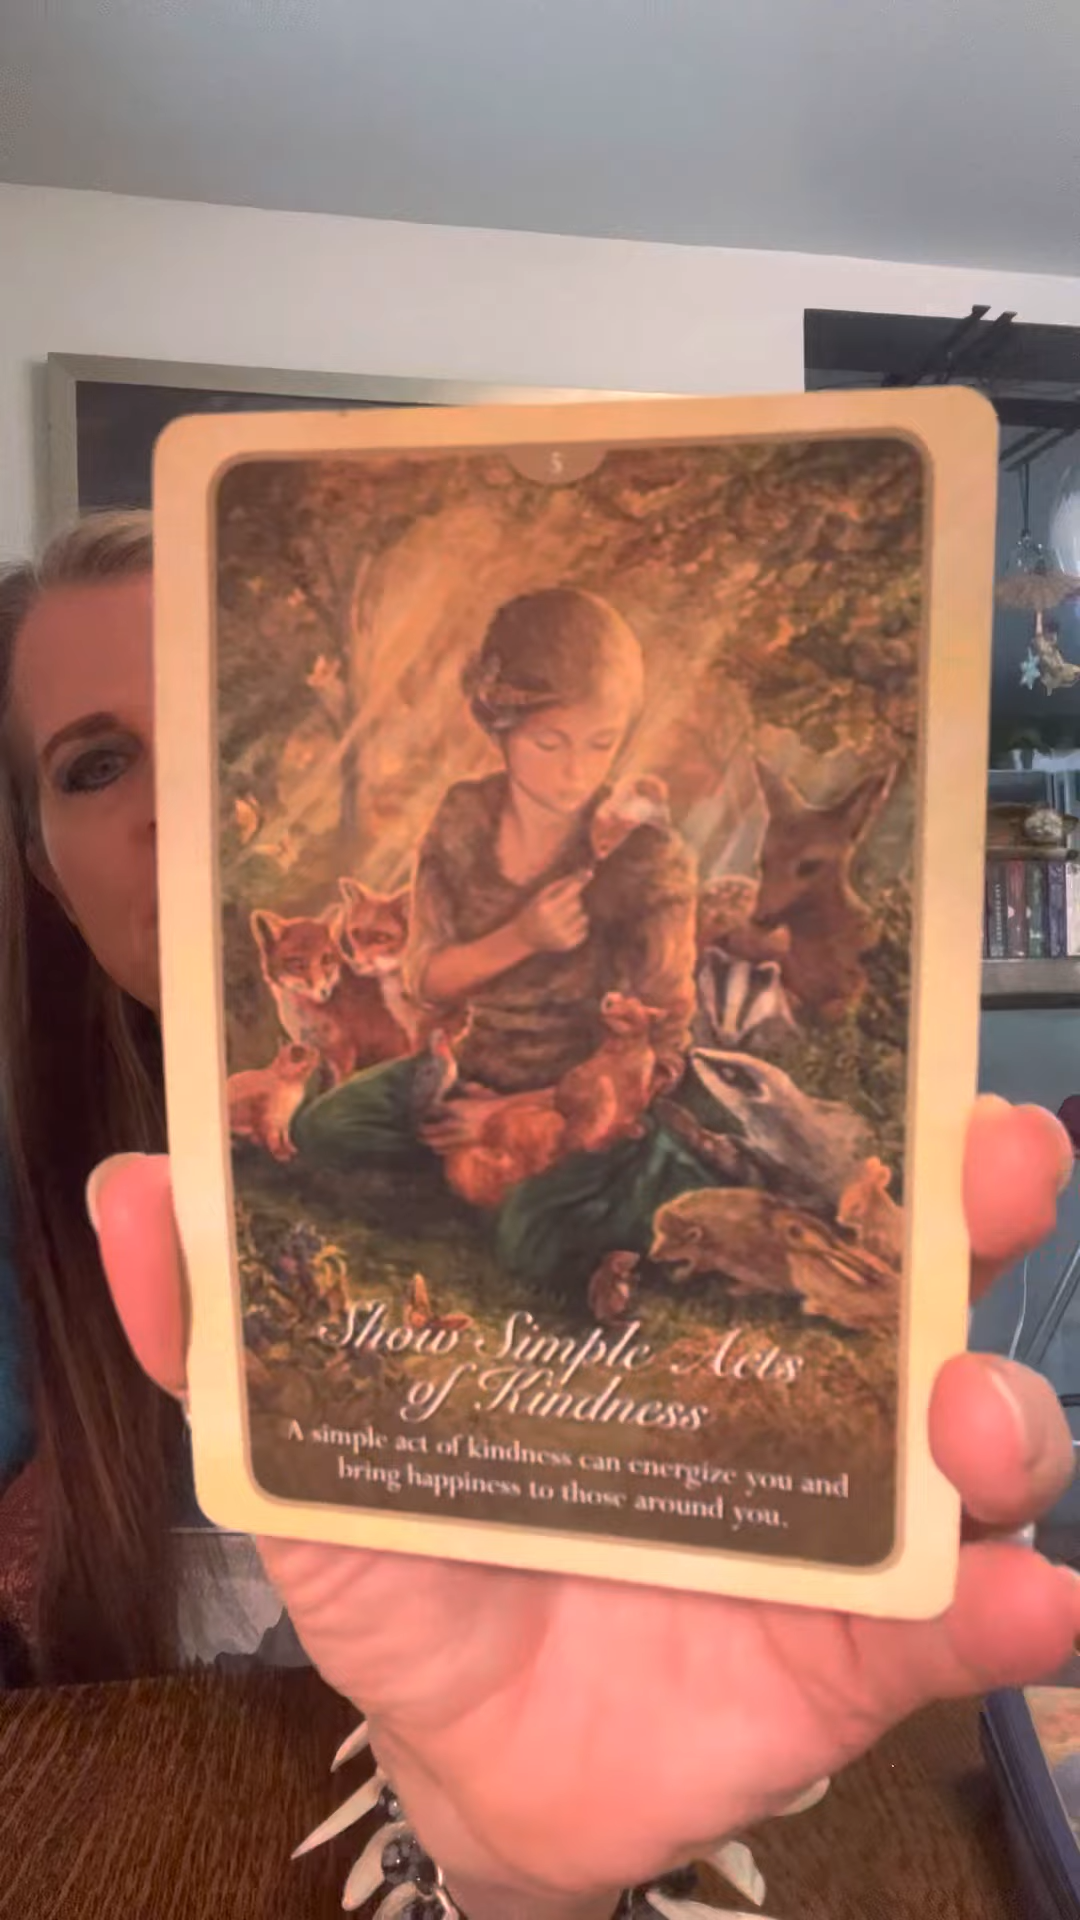 5
Show Simple Acts
of Kindness
A simple act of kindness can energize you and
bring happiness to those around you.